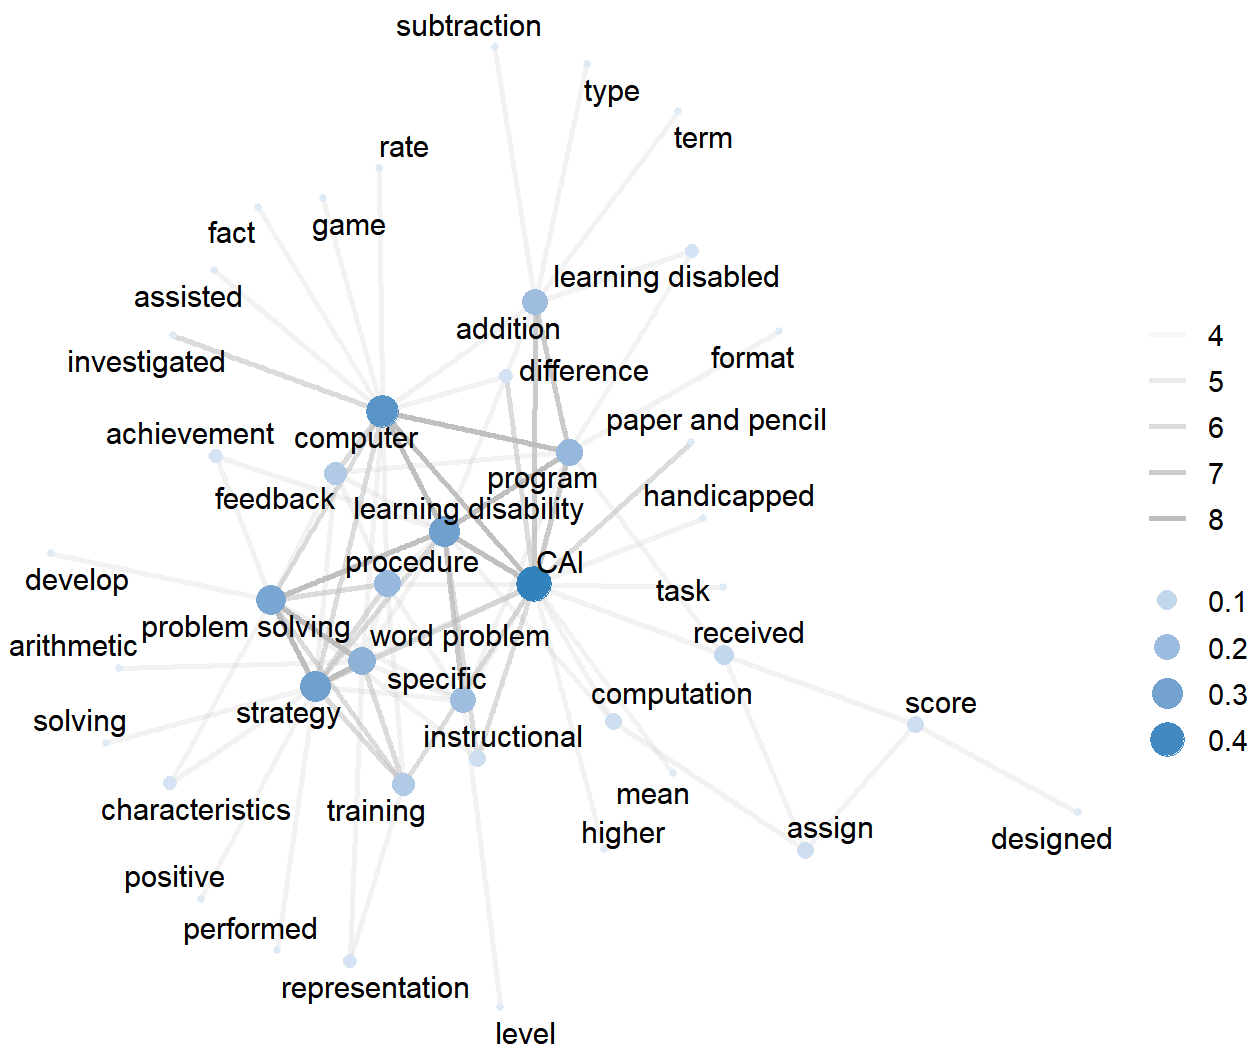 subtraction
type
term
rate
game
fact
assisted
learning disabled
addition
investigated
format
difference
paper and pencil
achievement
computer
program
feedback
handicapped
learning disability
procedure
CAI
develop
task
problem solving
word problem
received
arithmetic
specific
computation
score
solving
strategy
instructional
mean
characteristics
training
higher
assign
designed
positive
performed
representation
level
4
5
6
7
8
0.1
0.2
0.3
0.4